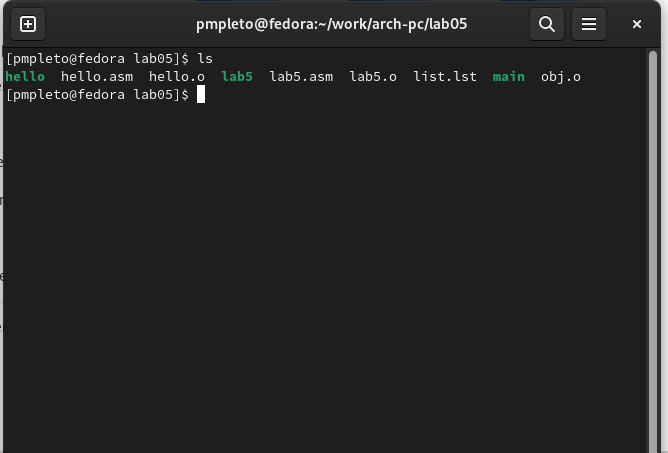 pmpleto@fedora:~/work/arch-pc/lab05
[pmpleto@fedora lab05]$ ls
hello  hello.asm  hello.o  lab5  lab5.asm  lab5.o  list.lst  main  obj.o
[pmpleto@fedora lab05]$